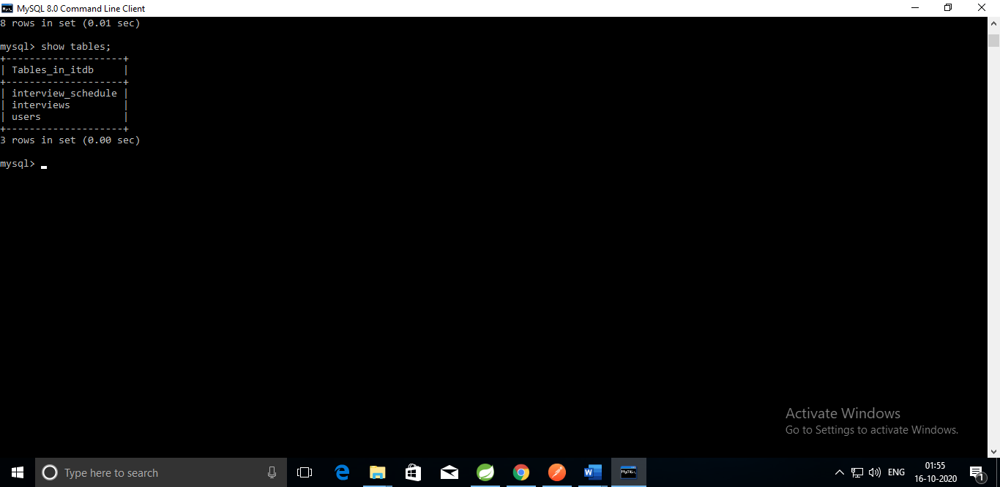 MySQL 8.0 Command Line Client
8 rows in set (0.01 sec)
mysql> show tables;
+--------------------+
| Tables_in_itdb     |
+--------------------+
| interview_schedule |
| interviews         |
| users              |
+--------------------+
3 rows in set (0.00 sec)
mysql>
Activate Windows
Go to Settings to activate Windows.
Type here to search
ENG
01:55
16-10-2020
1